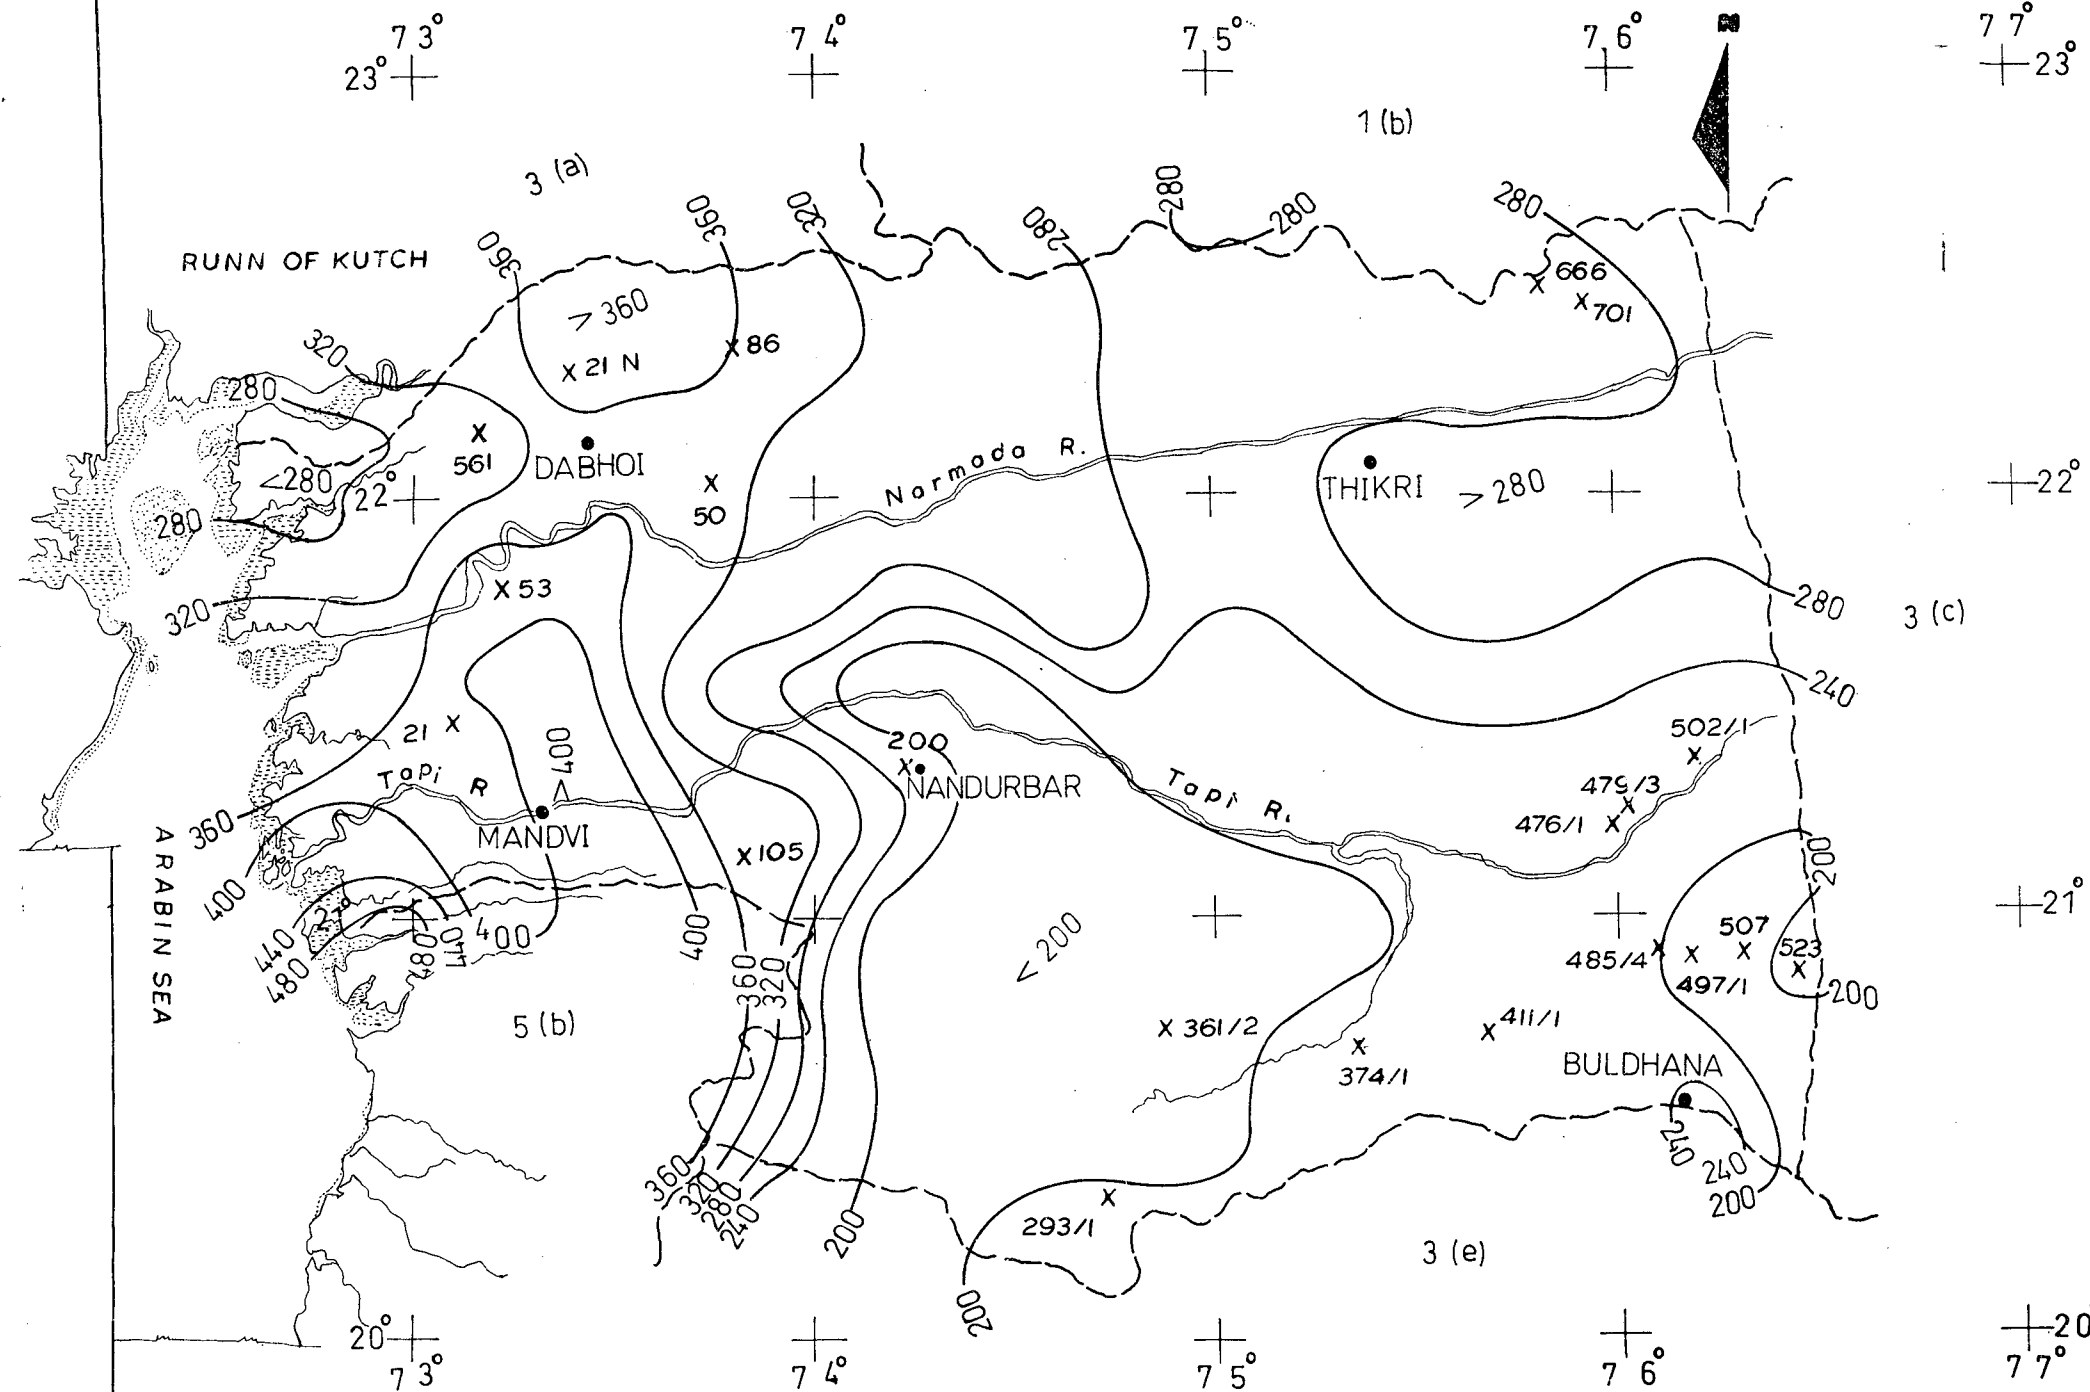 73° 74° 75° 76° 77°
N
23° 23°
1 (b)
3 (a)
280 280
360 320 280 280
360
RUNN OF KUTCH
666
701
> 360
320
86
21 N
280
561 DABHOI
Normada R.
THIKRI > 280
<280
22° 22°
50
280
53
320
280
3 (c)
240
21
200
502/1
>400
Tapi R
NANDURBAR
Tapi R.
479/3
476/1
360
MANDVI
105
200
400
21° 21°
ARABIN SEA
440
480
480
440
400
400
360
320
< 200
507
523
485/4
497/1
200
5 (b)
361/2
411/1
374/1
BULDHANA
240
240
200
360
320
280
240
200
293/1
3 (e)
200
20° 20
73° 74° 75° 76° 77°